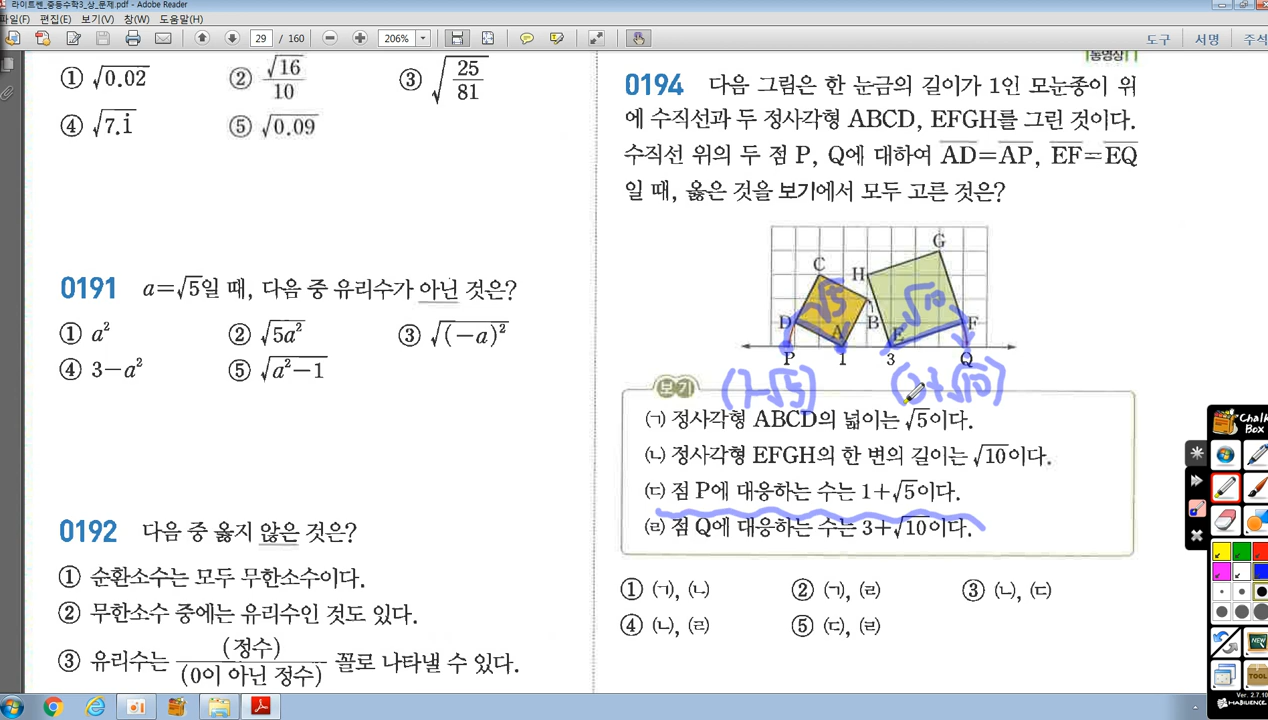 라이트쎈_중등수학3_상_문제.pdf - Adobe Reader
파일(F) 편집(E) 보기(V) 창(W) 도움말(H)
29 / 160 206%
도구 서명 주석
① √0.02 ② √16/10 ③ √(25/81)
④ √7.1̇ ⑤ √0.09
0191 a=√5일 때, 다음 중 유리수가 아닌 것은?
① a² ② √5a² ③ √(−a)²
④ 3−a² ⑤ √a²−1
0192 다음 중 옳지 않은 것은?
① 순환소수는 모두 무한소수이다.
② 무한소수 중에는 유리수인 것도 있다.
③ 유리수는 (정수)/(0이 아닌 정수) 꼴로 나타낼 수 있다.
동영상
0194 다음 그림은 한 눈금의 길이가 1인 모눈종이 위
에 수직선과 두 정사각형 ABCD, EFGH를 그린 것이다.
수직선 위의 두 점 P, Q에 대하여 AD=AP, EF=EQ
일 때, 옳은 것을 보기에서 모두 고른 것은?
G
C H
√5 √10
D A B E F
P 1 3 Q
(1-√5) (3+√10)
보기
(ㄱ) 정사각형 ABCD의 넓이는 √5이다.
(ㄴ) 정사각형 EFGH의 한 변의 길이는 √10이다.
(ㄷ) 점 P에 대응하는 수는 1+√5이다.
(ㄹ) 점 Q에 대응하는 수는 3+√10이다.
① (ㄱ), (ㄴ) ② (ㄱ), (ㄹ) ③ (ㄴ), (ㄷ)
④ (ㄴ), (ㄹ) ⑤ (ㄷ), (ㄹ)
Chalk
Box
NEW
TOOL
Ver. 2.7.10
HABILIENCE